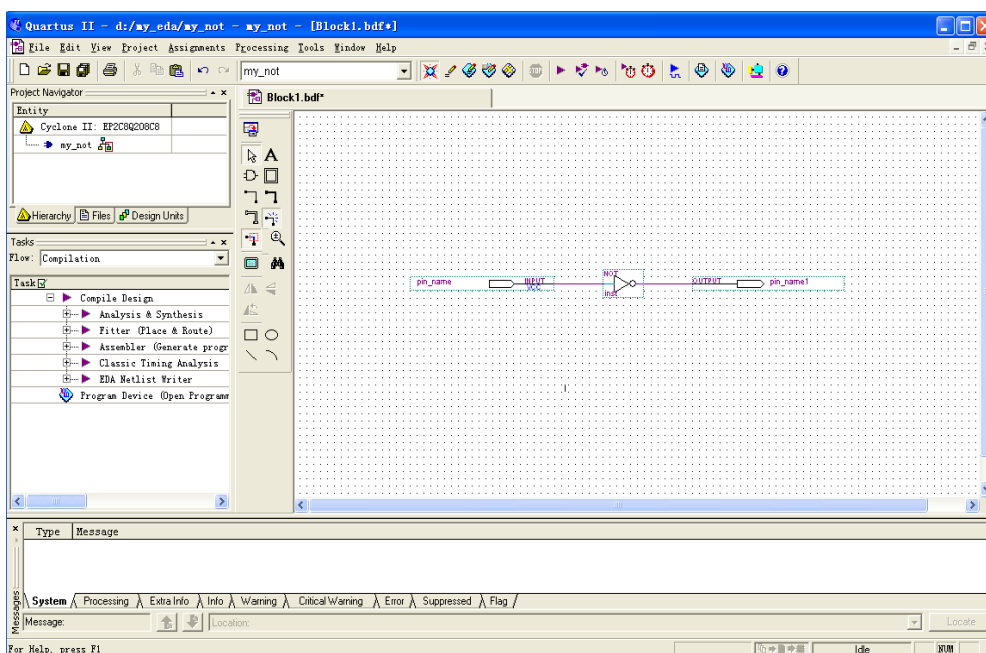 Quartus II - d:/my_eda/my_not - my_not - [Block1.bdf*]
File Edit View Project Assignments Processing Tools Window Help
my_not
Project Navigator
Block1.bdf*
Entity
Cyclone II: EP2C8Q208C8
my_not
Hierarchy Files Design Units
Tasks
Flow: Compilation
Task
Compile Design
Analysis & Synthesis
Fitter (Place & Route)
Assembler (Generate progr
Classic Timing Analysis
EDA Netlist Writer
Program Device (Open Programm
pin_name INPUT VCC NOT inst OUTPUT pin_name1
Type Message
System Processing Extra Info Info Warning Critical Warning Error Suppressed Flag
Messages
Message: Location: Locate
For Help, press F1 Idle NUM